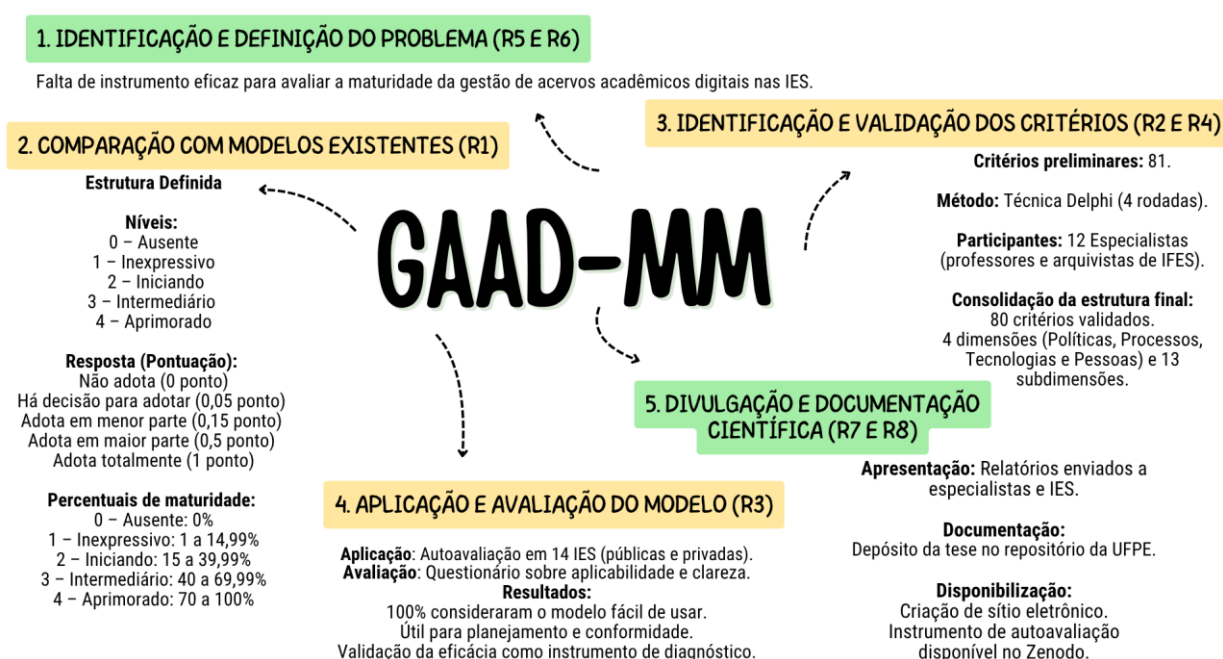 1. IDENTIFICAÇÃO E DEFINIÇÃO DO PROBLEMA (R5 E R6)
Falta de instrumento eficaz para avaliar a maturidade da gestão de acervos acadêmicos digitais nas IES.
2. COMPARAÇÃO COM MODELOS EXISTENTES (R1)
Estrutura Definida
Níveis:
0 – Ausente
1 – Inexpressivo
2 – Iniciando
3 – Intermediário
4 – Aprimorado
Resposta (Pontuação):
Não adota (0 ponto)
Há decisão para adotar (0,05 ponto)
Adota em menor parte (0,15 ponto)
Adota em maior parte (0,5 ponto)
Adota totalmente (1 ponto)
Percentuais de maturidade:
0 – Ausente: 0%
1 – Inexpressivo: 1 a 14,99%
2 – Iniciando: 15 a 39,99%
3 – Intermediário: 40 a 69,99%
4 – Aprimorado: 70 a 100%
GAAD-MM
3. IDENTIFICAÇÃO E VALIDAÇÃO DOS CRITÉRIOS (R2 E R4)
Critérios preliminares: 81.
Método: Técnica Delphi (4 rodadas).
Participantes: 12 Especialistas
(professores e arquivistas de IFES).
Consolidação da estrutura final:
80 critérios validados.
4 dimensões (Políticas, Processos,
Tecnologias e Pessoas) e 13
subdimensões.
4. APLICAÇÃO E AVALIAÇÃO DO MODELO (R3)
Aplicação: Autoavaliação em 14 IES (públicas e privadas).
Avaliação: Questionário sobre aplicabilidade e clareza.
Resultados:
100% consideraram o modelo fácil de usar.
Útil para planejamento e conformidade.
Validação da eficácia como instrumento de diagnóstico.
5. DIVULGAÇÃO E DOCUMENTAÇÃO
CIENTÍFICA (R7 E R8)
Apresentação: Relatórios enviados a
especialistas e IES.
Documentação:
Depósito da tese no repositório da UFPE.
Disponibilização:
Criação de sítio eletrônico.
Instrumento de autoavaliação
disponível no Zenodo.